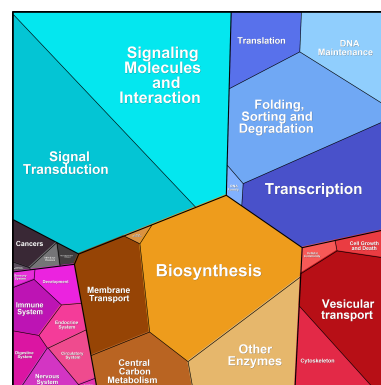 Signaling
Molecules
and
Interaction
Translation
DNA
Maintenance
Folding,
Sorting and
Degradation
Signal
Transduction
Transcription
Cancers
Cell Growth
and Death
Membrane
Transport
Biosynthesis
Development
Immune
System
Endocrine
System
Vesicular
transport
Other
Enzymes
Central
Carbon
Metabolism
Digestive
System
Circulatory
System
Nervous
System
Cytoskeleton